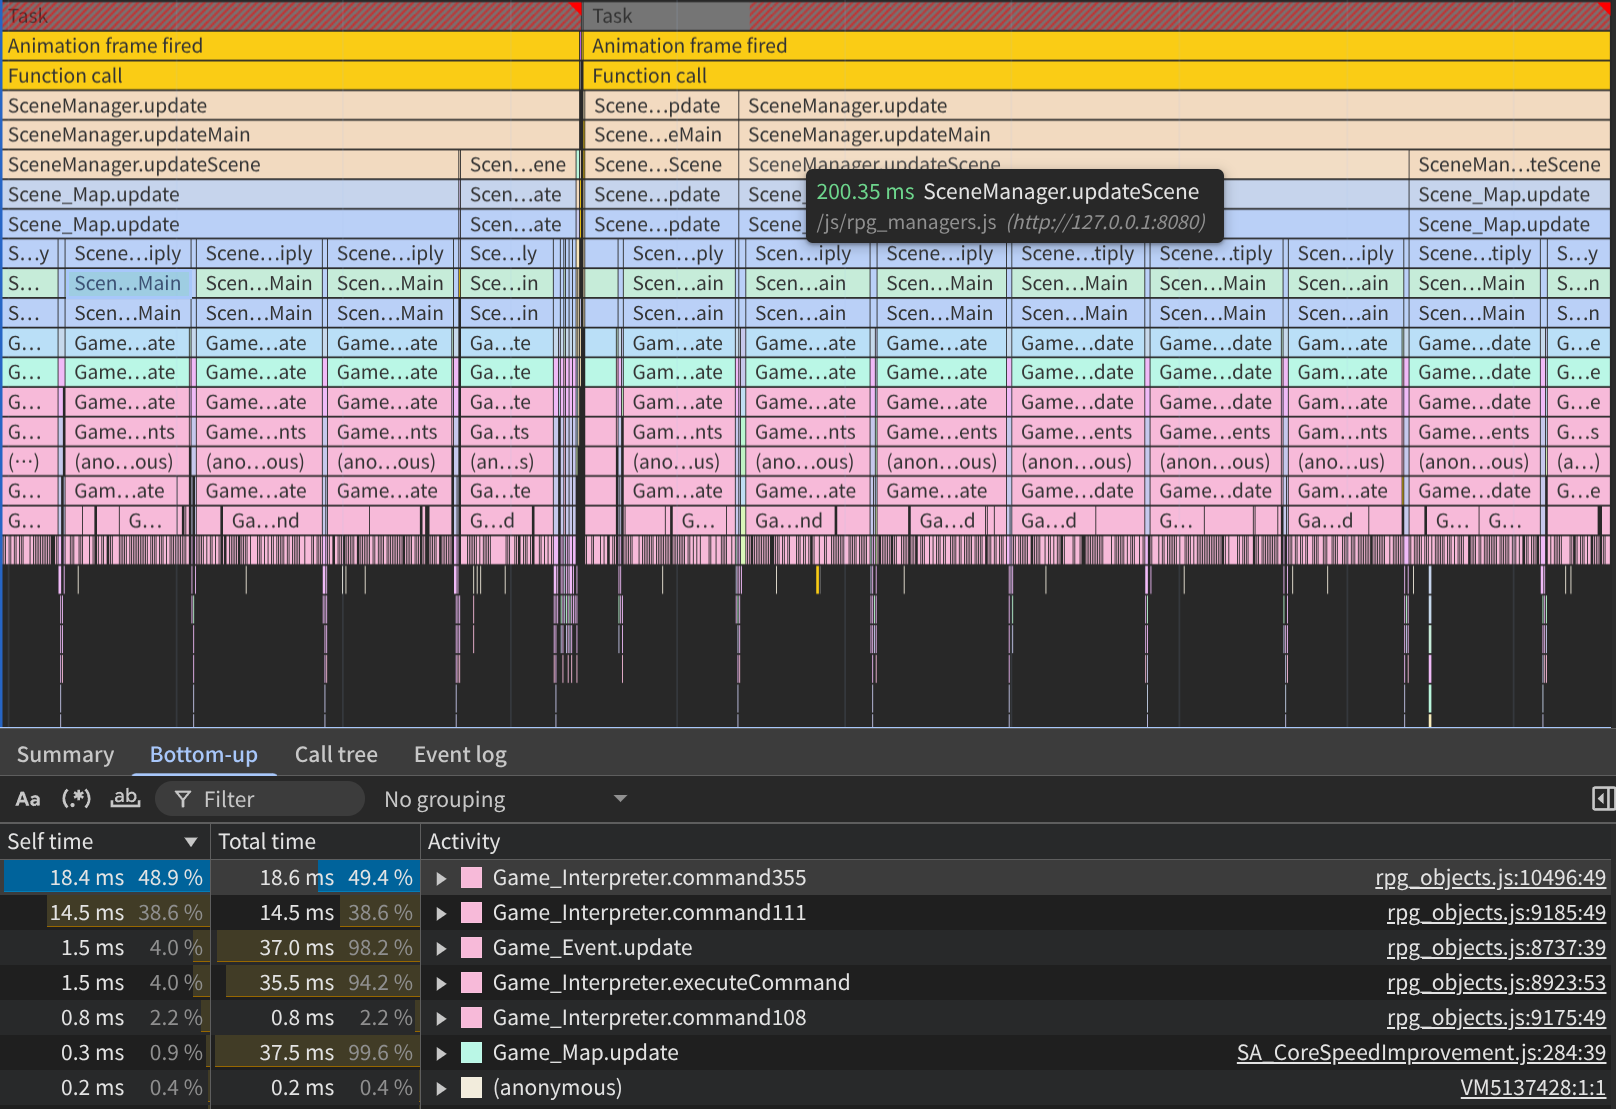 Task Task
Animation frame fired Animation frame fired
Function call Function call
SceneManager.update Scene…pdate SceneManager.update
SceneManager.updateMain Scene…eMain SceneManager.updateMain
SceneManager.updateScene Scen…ene Scene…Scene SceneManager.updateScene SceneMan…teScene
Scene_Map.update Scen…ate Scene…pdate Scene_ Scene_Map.update
200.35 ms SceneManager.updateScene
/js/rpg_managers.js (http://127.0.0.1:8080)
Scene_Map.update Scen…ate Scene…pdate Scene_ Scene_Map.update
S…y Scene…iply Scene…iply Scene…iply Sce…ly Scen…ply Scen…iply Scene…iply Scene…tiply Scene…tiply Scen…iply Scene…tiply S…y
S… Scen…Main Scen…Main Scen…Main Sce…in Scen…ain Scen…ain Scen…ain Scen…Main Scen…Main Scen…ain Scen…Main S…n
S… Scen…Main Scen…Main Scen…Main Sce…in Scen…ain Scen…ain Scen…ain Scen…Main Scen…Main Scen…ain Scen…Main S…n
G… Game…ate Game…ate Game…ate Ga…te Gam…ate Game…ate Game…ate Game…date Game…date Gam…ate Game…date G…e
G… Game…ate Game…ate Game…ate Ga…te Gam…ate Game…ate Game…ate Game…date Game…date Gam…ate Game…date G…e
G… Game…ate Game…ate Game…ate Ga…te Gam…ate Game…ate Game…ate Game…date Game…date Gam…ate Game…date G…e
G… Game…nts Game…nts Game…nts Ga…ts Gam…nts Game…nts Game…ents Game…ents Game…ents Gam…nts Game…ents G…s
(…) (ano…ous) (ano…ous) (ano…ous) (an…s) (ano…us) (ano…ous) (ano…ous) (anon…ous) (anon…ous) (ano…us) (anon…ous) (a…)
G… Gam…ate Game…ate Game…ate Ga…te Gam…ate Game…ate Game…ate Game…date Game…date Gam…ate Game…date G…e
G… G… Ga…nd G…d G… Ga…nd Ga…d Ga…d G… Ga…d G… G…
Summary Bottom-up Call tree Event log
Aa (.*) ab Filter No grouping
Self time Total time Activity
18.4 ms 48.9 % 18.6 ms 49.4 % Game_Interpreter.command355 rpg_objects.js:10496:49
14.5 ms 38.6 % 14.5 ms 38.6 % Game_Interpreter.command111 rpg_objects.js:9185:49
1.5 ms 4.0 % 37.0 ms 98.2 % Game_Event.update rpg_objects.js:8737:39
1.5 ms 4.0 % 35.5 ms 94.2 % Game_Interpreter.executeCommand rpg_objects.js:8923:53
0.8 ms 2.2 % 0.8 ms 2.2 % Game_Interpreter.command108 rpg_objects.js:9175:49
0.3 ms 0.9 % 37.5 ms 99.6 % Game_Map.update SA_CoreSpeedImprovement.js:284:39
0.2 ms 0.4 % 0.2 ms 0.4 % (anonymous) VM5137428:1:1